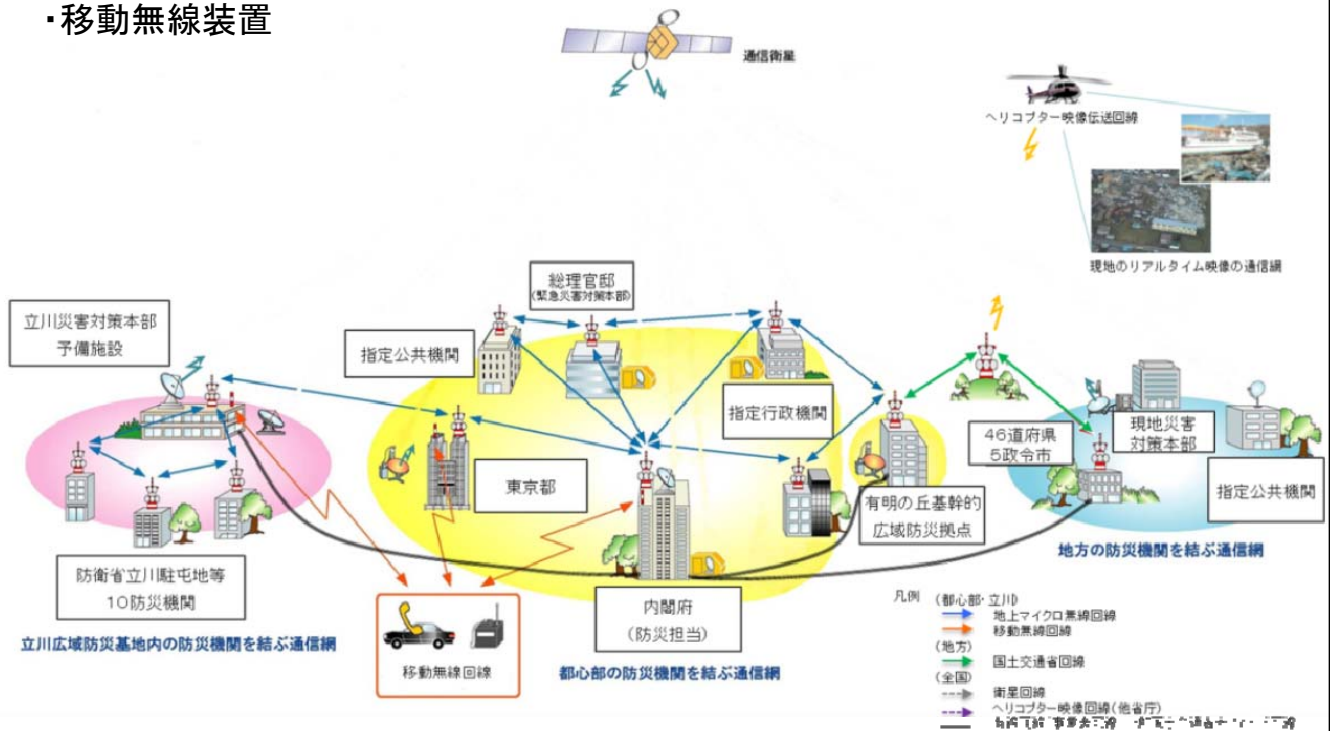 ・移動無線装置
通信衛星
ヘリコプター映像伝送回線
現地のリアルタイム映像の通信網
総理官邸
(緊急災害対策本部)
立川災害対策本部
予備施設
指定公共機関
指定行政機関
46道府県
5政令市
現地災害
対策本部
指定公共機関
東京都
有明の丘基幹的
広域防災拠点
地方の防災機関を結ぶ通信網
防衛省立川駐屯地等
10防災機関
内閣府
(防災担当)
立川広域防災基地内の防災機関を結ぶ通信網
移動無線回線
都心部の防災機関を結ぶ通信網
凡例
(都心部・立川)
地上マイクロ無線回線
移動無線回線
(地方)
国土交通省回線
(全国)
衛星回線
ヘリコプター映像回線(他省庁)